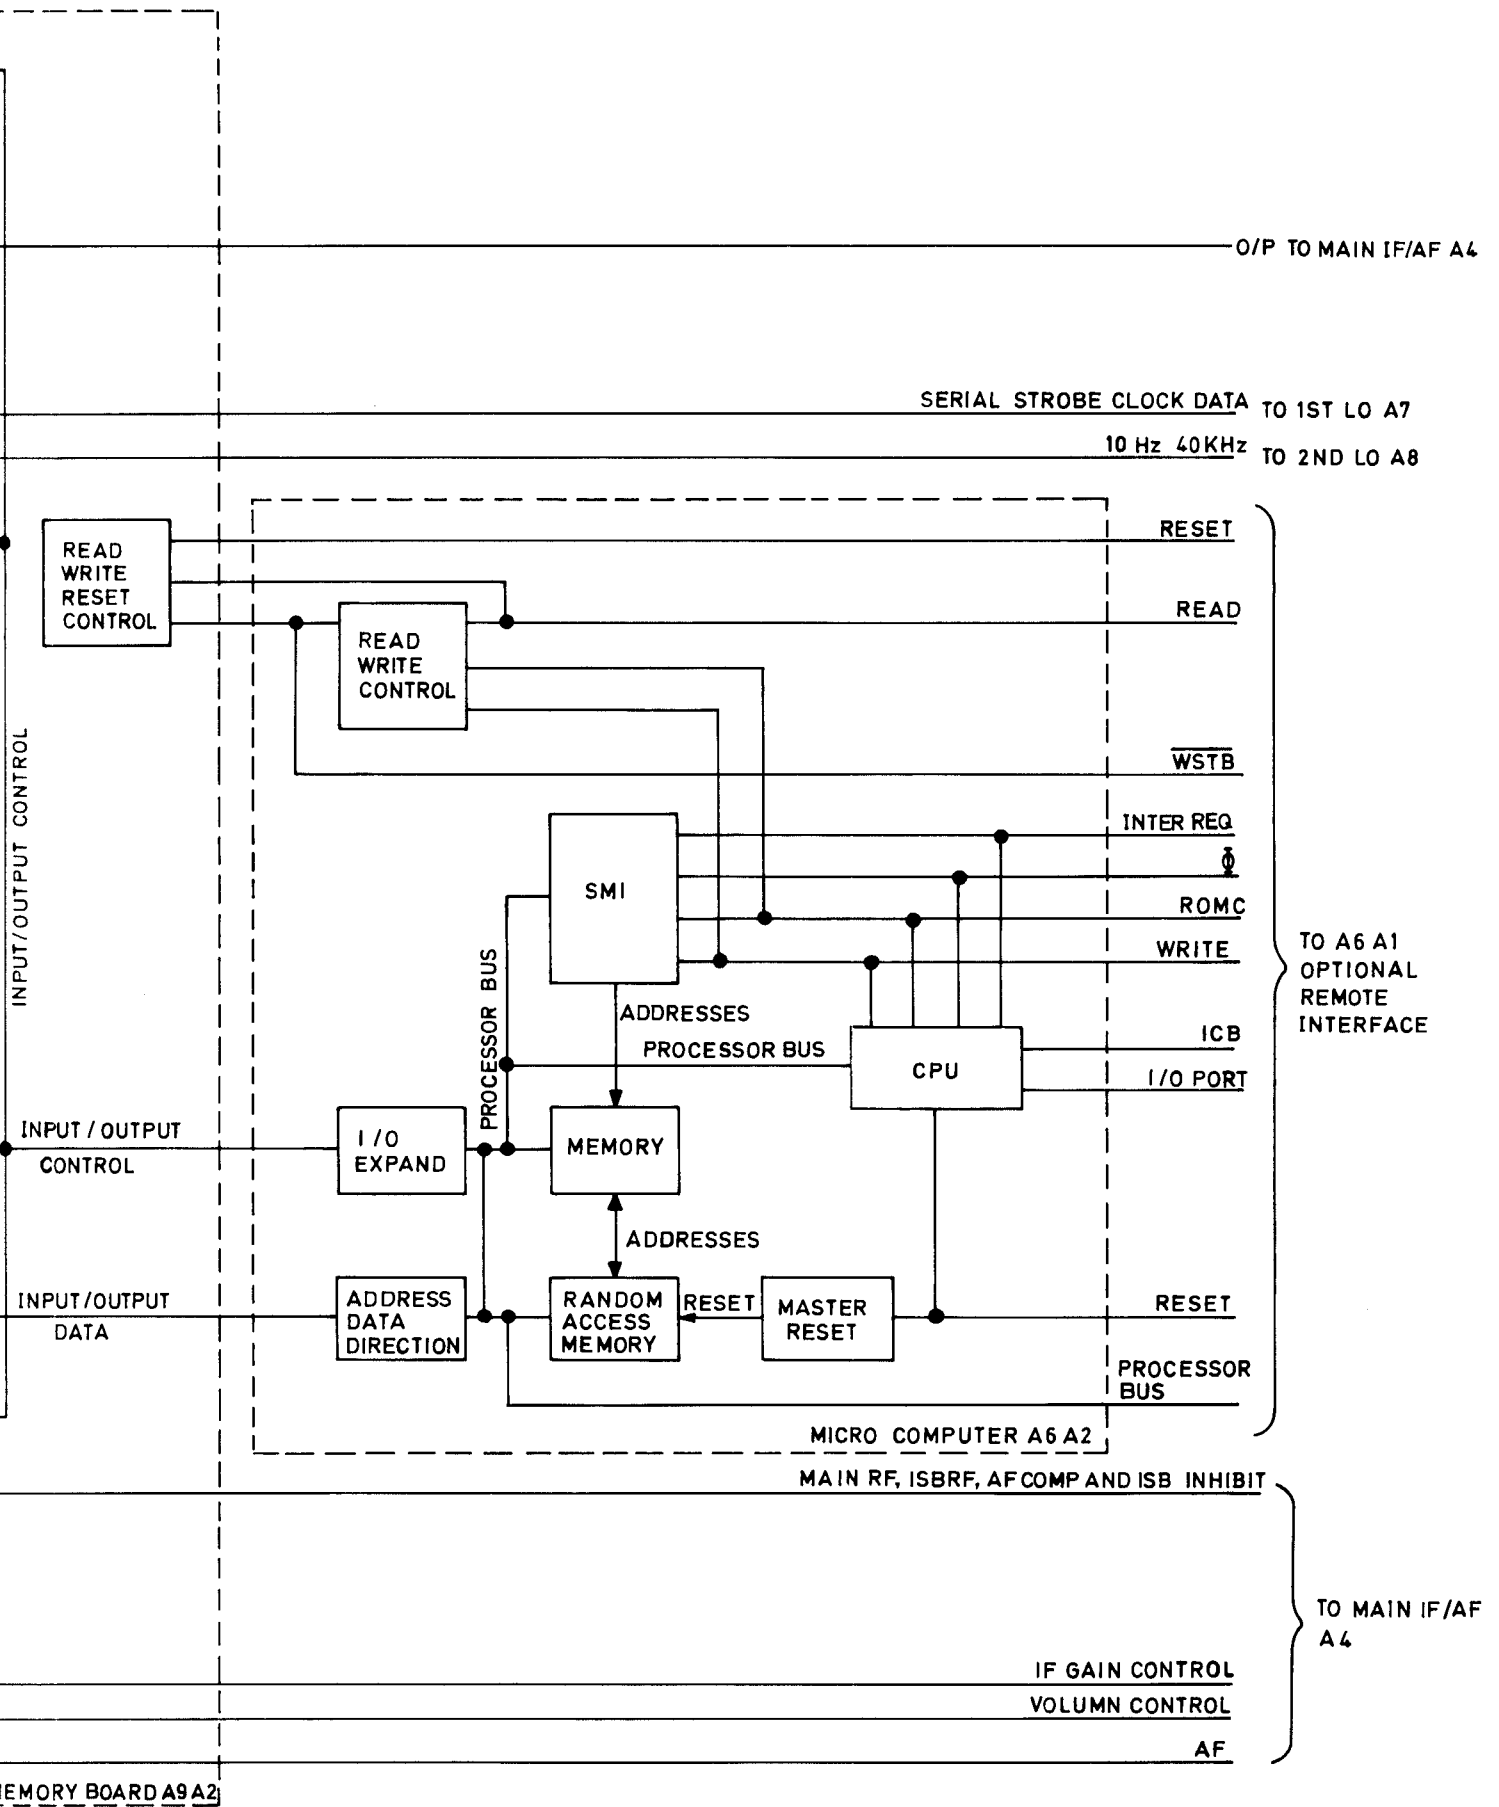 O/P TO MAIN IF/AF A4
SERIAL STROBE CLOCK DATA
TO 1ST LO A7
10 Hz 40KHz
TO 2ND LO A8
READ
WRITE
RESET
CONTROL
RESET
READ
READ
WRITE
CONTROL
WSTB
INPUT/OUTPUT CONTROL
SMI
INTER REQ
Φ
ROMC
WRITE
TO A6 A1
OPTIONAL
REMOTE
INTERFACE
PROCESSOR BUS
ADDRESSES
PROCESSOR BUS
CPU
ICB
I/O PORT
INPUT / OUTPUT
CONTROL
I/O
EXPAND
MEMORY
ADDRESSES
INPUT/OUTPUT
DATA
ADDRESS
DATA
DIRECTION
RANDOM
ACCESS
MEMORY
RESET
MASTER
RESET
RESET
PROCESSOR
BUS
MICRO COMPUTER A6 A2
MAIN RF, ISBRF, AF COMP AND ISB INHIBIT
TO MAIN IF/AF
A4
IF GAIN CONTROL
VOLUMN CONTROL
AF
EMORY BOARD A9 A2